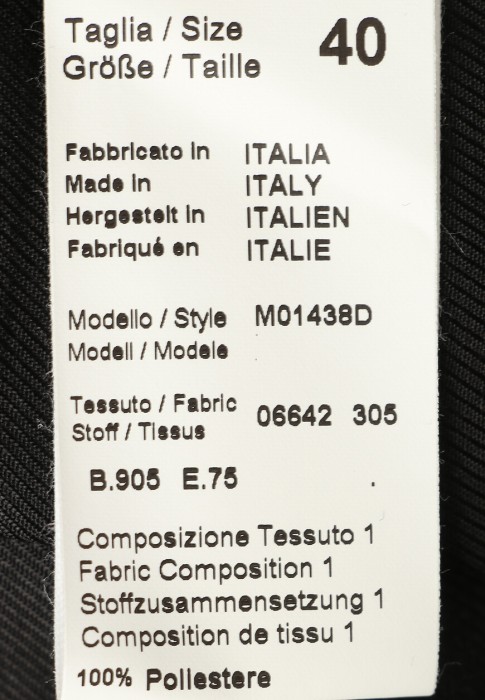 Taglia / Size 40
Größe / Taille
Fabbricato in ITALIA
Made in ITALY
Hergestelt in ITALIEN
Fabriqué en ITALIE
Modello / Style M01438D
Modell / Modele
Tessuto / Fabric 06642 305
Stoff / Tissus
B.905 E.75
Composizione Tessuto 1
Fabric Composition 1
Stoffzusammensetzung 1
Composition de tissu 1
100% Poliestere